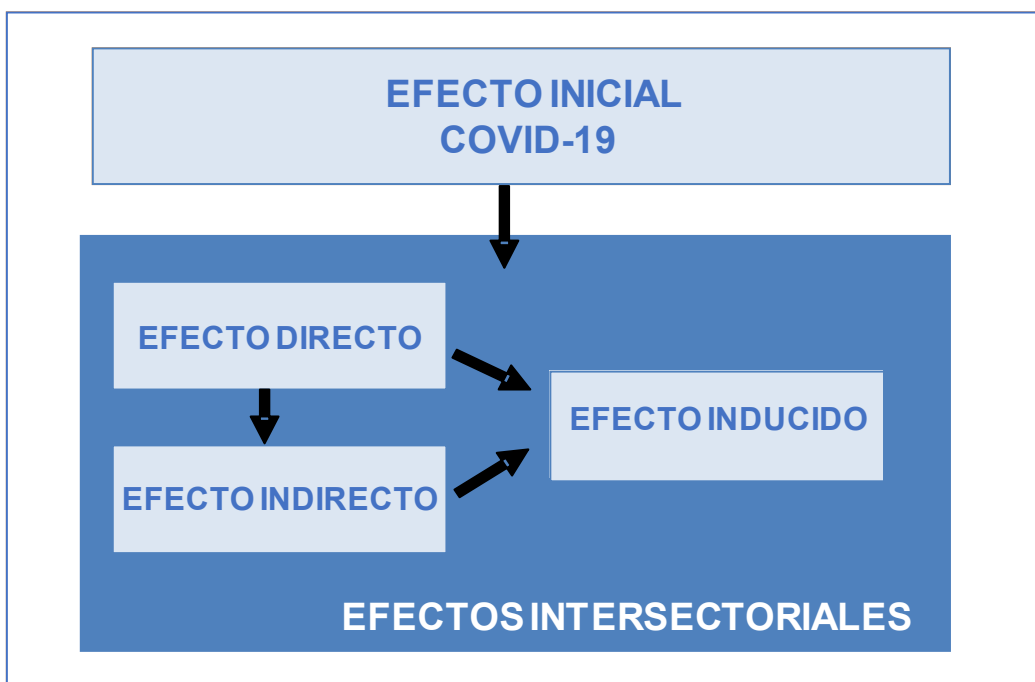 EFECTO INICIAL
COVID-19
EFECTO DIRECTO
EFECTO INDUCIDO
EFECTO INDIRECTO
EFECTOS INTERSECTORIALES